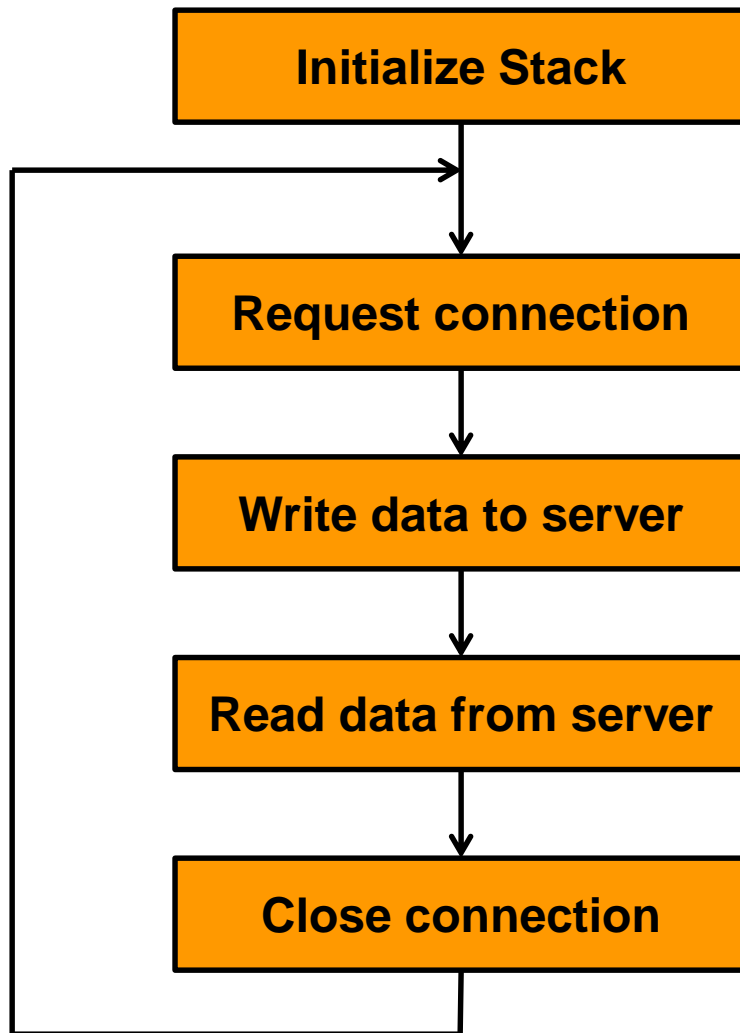 Initialize Stack
Request connection
Write data to server
Read data from server
Close connection